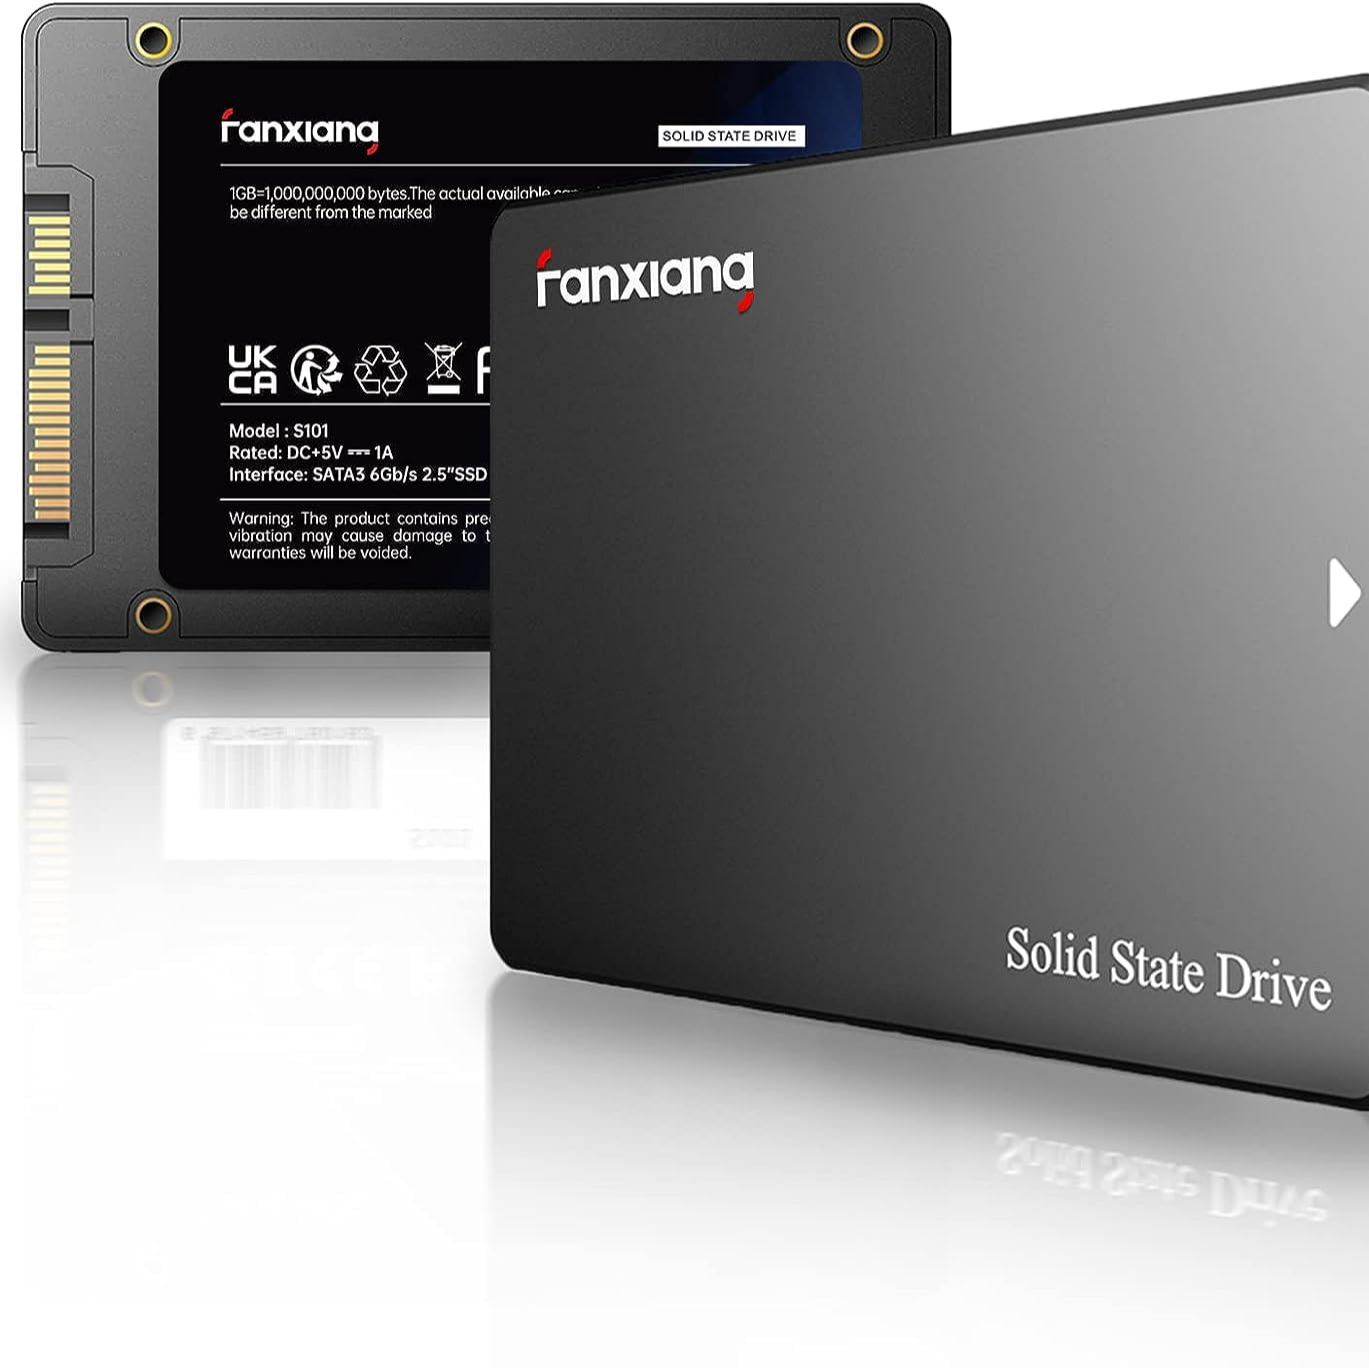 fanxiang
SOLID STATE DRIVE
1GB=1,000,000,000 bytes.The actual available
be different from the marked
UK
CA
Model : S101
Rated: DC+5V ⎓ 1A
Interface: SATA3 6Gb/s 2.5"SSD
Warning: The product contains
vibration may cause damage to
warranties will be voided.
fanxiang
Solid State Drive